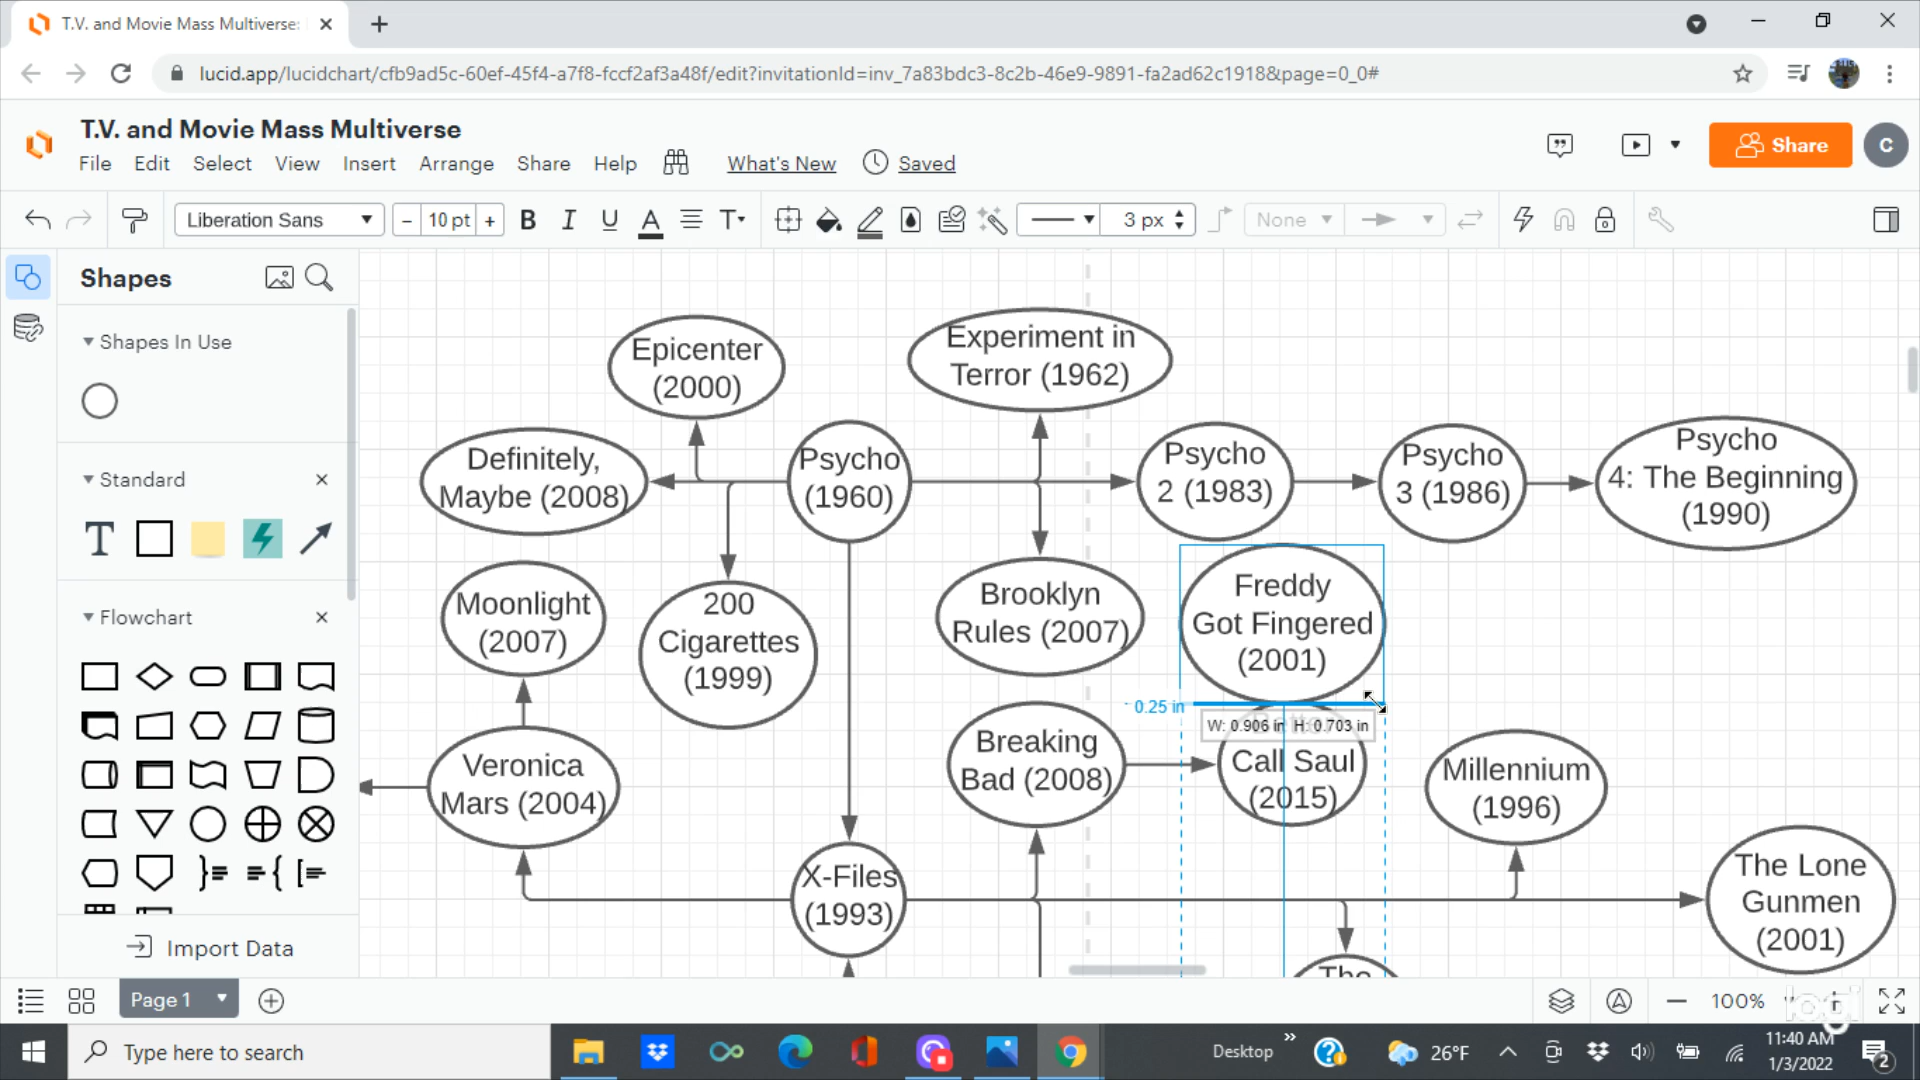 T.V. and Movie Mass Multiverse:
lucid.app/lucidchart/cfb9ad5c-60ef-45f4-a7f8-fccf2af3a48f/edit?invitationId=inv_7a83bdc3-8c2b-46e9-9891-fa2ad62c1918&page=0_0#
T.V. and Movie Mass Multiverse
File Edit Select View Insert Arrange Share Help What's New Saved
Share
C
Liberation Sans
- 10 pt +
B I U A T
3 px
None
Shapes
Shapes In Use
Standard
T
Flowchart
Import Data
Epicenter
(2000)
Experiment in
Terror (1962)
Definitely,
Maybe (2008)
Psycho
(1960)
Psycho
2 (1983)
Psycho
3 (1986)
Psycho
4: The Beginning
(1990)
Moonlight
(2007)
200
Cigarettes
(1999)
Brooklyn
Rules (2007)
Freddy
Got Fingered
(2001)
0.25 in
W: 0.906 in H: 0.703 in
Veronica
Mars (2004)
Breaking
Bad (2008)
Call Saul
(2015)
Millennium
(1996)
X-Files
(1993)
The Lone
Gunmen
(2001)
The
Page 1
100%
logi
Type here to search
Desktop
26°F
11:40 AM
1/3/2022
2